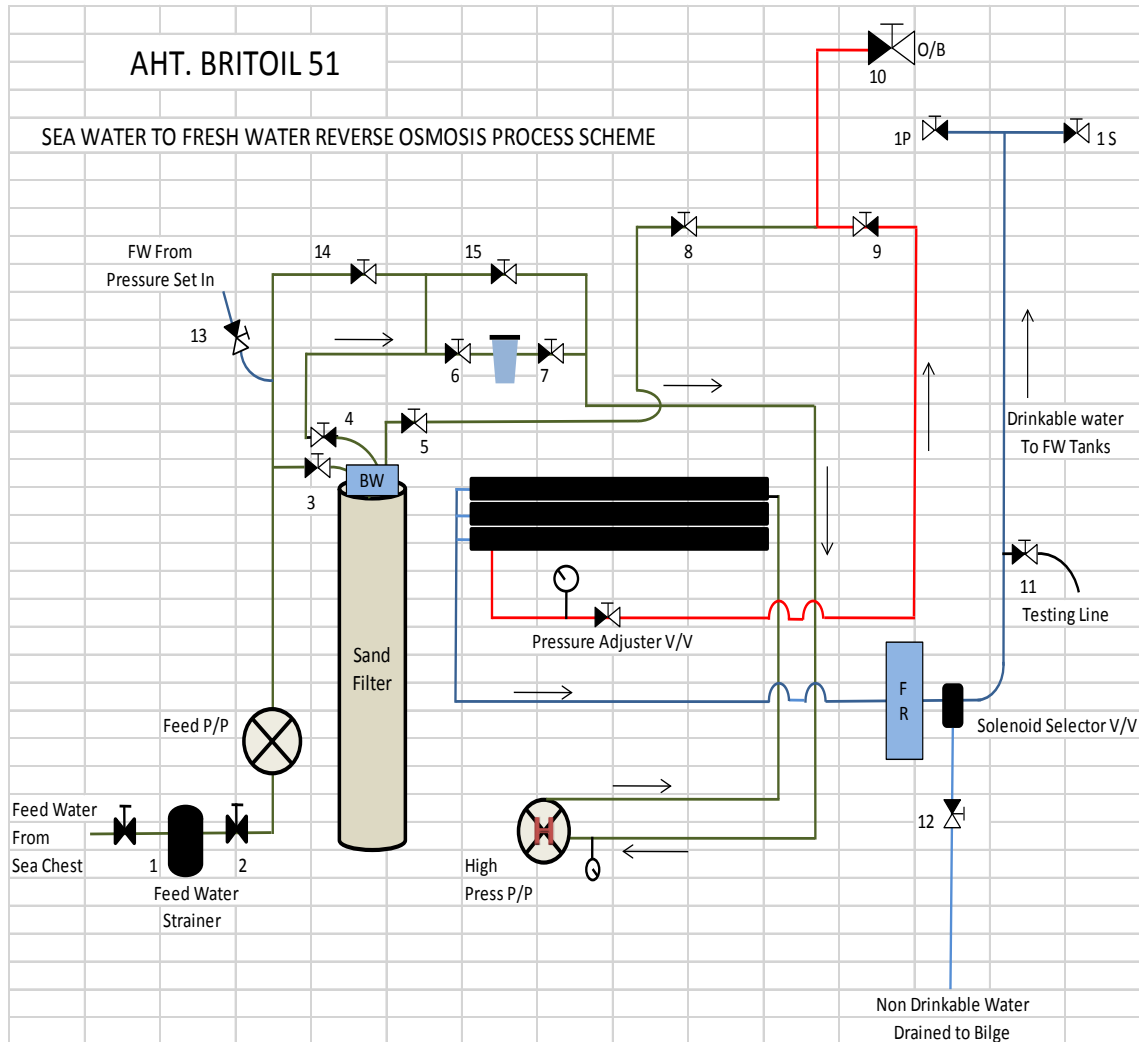 AHT. BRITOIL 51
O/B
10
1P
1 S
SEA WATER TO FRESH WATER REVERSE OSMOSIS PROCESS SCHEME
8
9
FW From
Pressure Set In
14
15
13
6
7
4
5
3
BW
Drinkable water
To FW Tanks
11
Testing Line
Pressure Adjuster V/V
Sand
Filter
F
R
Solenoid Selector V/V
Feed P/P
Feed Water
From
Sea Chest
1
2
Feed Water
Strainer
H
High
Press P/P
12
Non Drinkable Water
Drained to Bilge